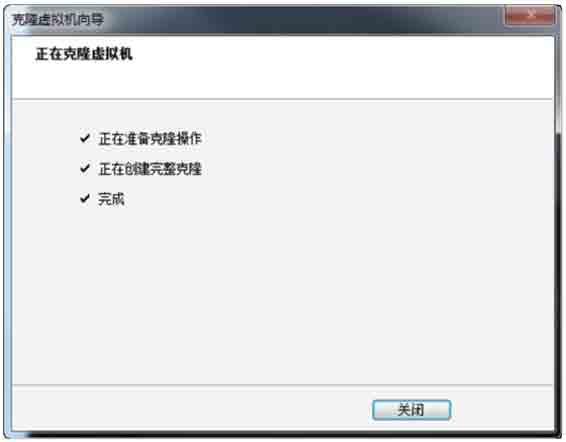 克隆虚拟机向导
正在克隆虚拟机
正在准备克隆操作
正在创建完整克隆
完成
关闭